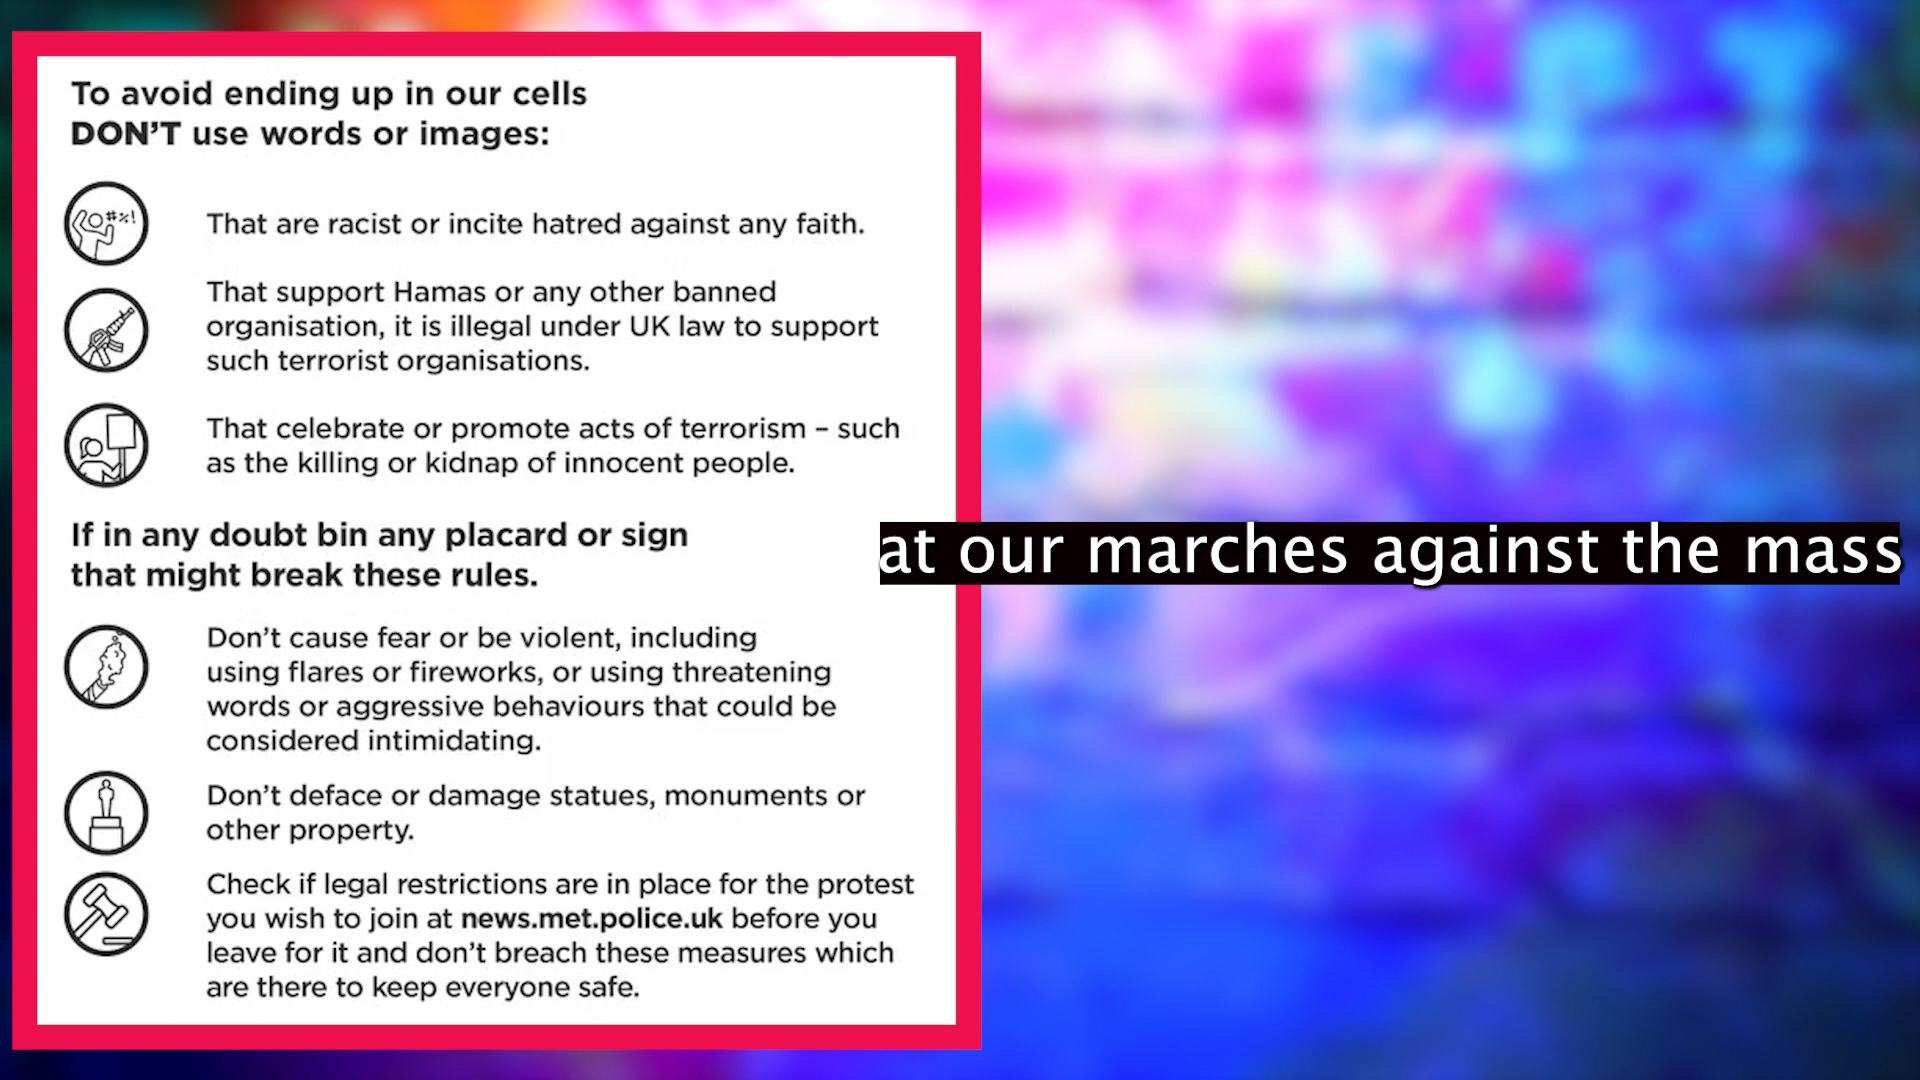 To avoid ending up in our cells
DON'T use words or images:
#%!
That are racist or incite hatred against any faith.
That support Hamas or any other banned
organisation, it is illegal under UK law to support
such terrorist organisations.
That celebrate or promote acts of terrorism – such
as the killing or kidnap of innocent people.
If in any doubt bin any placard or sign
that might break these rules.
at our marches against the mass
Don't cause fear or be violent, including
using flares or fireworks, or using threatening
words or aggressive behaviours that could be
considered intimidating.
Don't deface or damage statues, monuments or
other property.
Check if legal restrictions are in place for the protest
you wish to join at news.met.police.uk before you
leave for it and don't breach these measures which
are there to keep everyone safe.